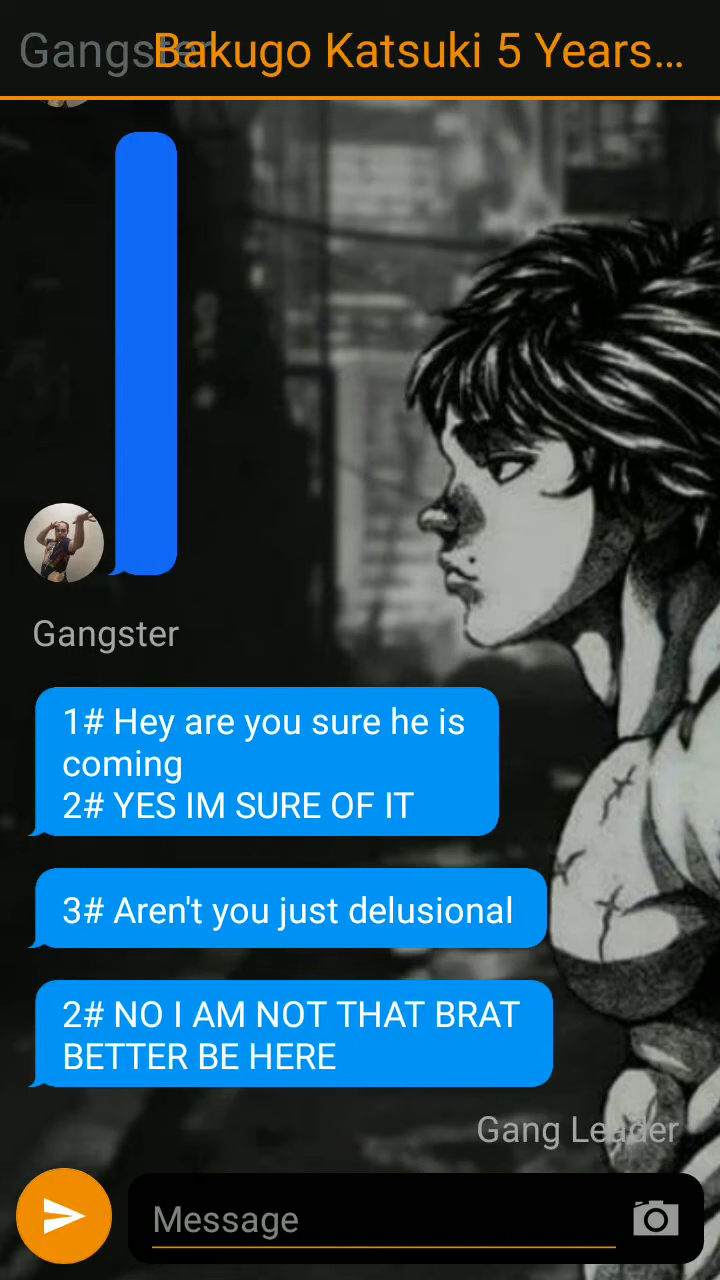 Gangster
Bakugo Katsuki 5 Years...
Gangster
1# Hey are you sure he is
coming
2# YES IM SURE OF IT
3# Aren't you just delusional
2# NO I AM NOT THAT BRAT
BETTER BE HERE
Gang Leader
Message